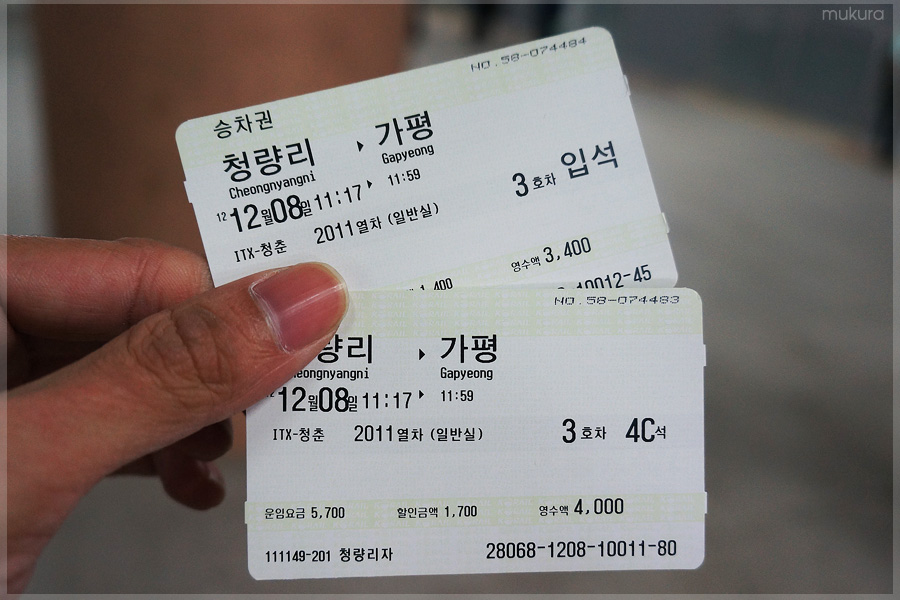 mukura
NO.58-074484
승차권
청량리 ▶ 가평
Cheongnyangni Gapyeong
12 12월08일 11:17 ▶ 11:59
3호차 입석
ITX-청춘 2011열차 (일반실)
영수액 3,400
NO.58-074483
가평
Gapyeong
12월08일 11:17 ▶ 11:59
ITX-청춘 2011열차 (일반실) 3호차 4C석
운임요금 5,700 할인금액 1,700 영수액 4,000
111149-201 청량리자 28068-1208-10011-80